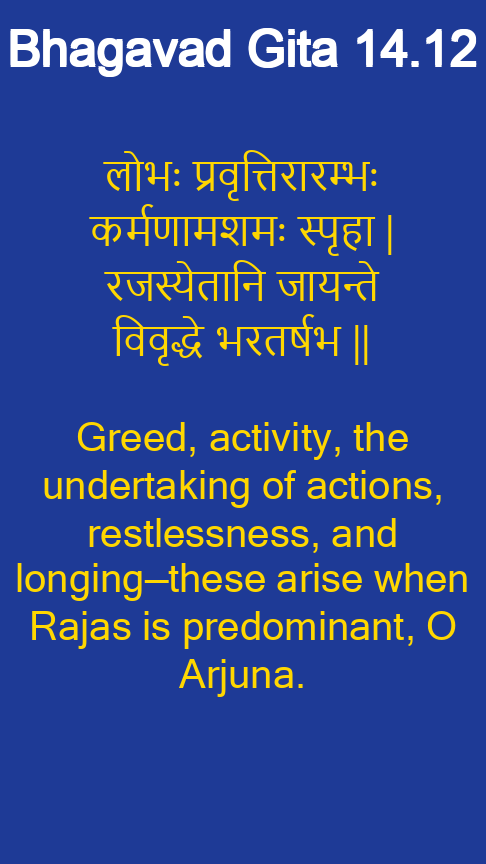 Bhagavad Gita 14.12
लोभः प्रवृत्तिरारम्भः
कर्मणामशमः स्पृहा |
रजस्येतानि जायन्ते
विवृद्धे भरतर्षभ ||
Greed, activity, the
undertaking of actions,
restlessness, and
longing—these arise when
Rajas is predominant, O
Arjuna.